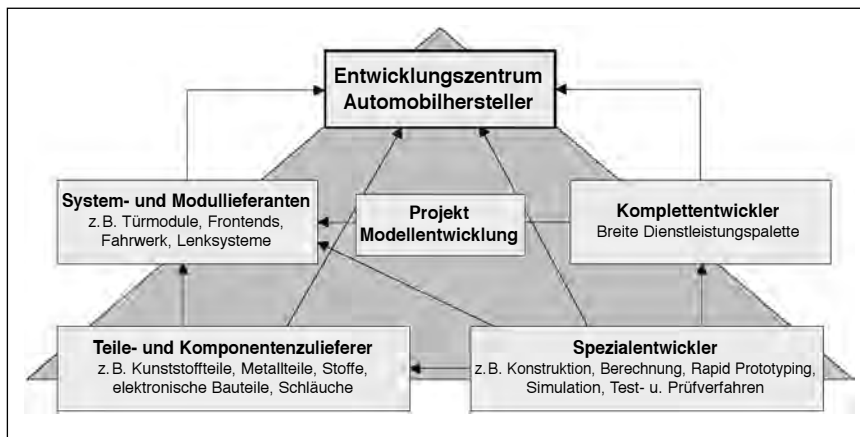 Entwicklungszentrum
Automobilhersteller
System- und Modullieferanten
z. B. Türmodule, Frontends,
Fahrwerk, Lenksysteme
Projekt
Modellentwicklung
Komplettentwickler
Breite Dienstleistungspalette
Teile- und Komponentenzulieferer
z. B. Kunststoffteile, Metallteile, Stoffe,
elektronische Bauteile, Schläuche
Spezialentwickler
z. B. Konstruktion, Berechnung, Rapid Prototyping,
Simulation, Test- u. Prüfverfahren